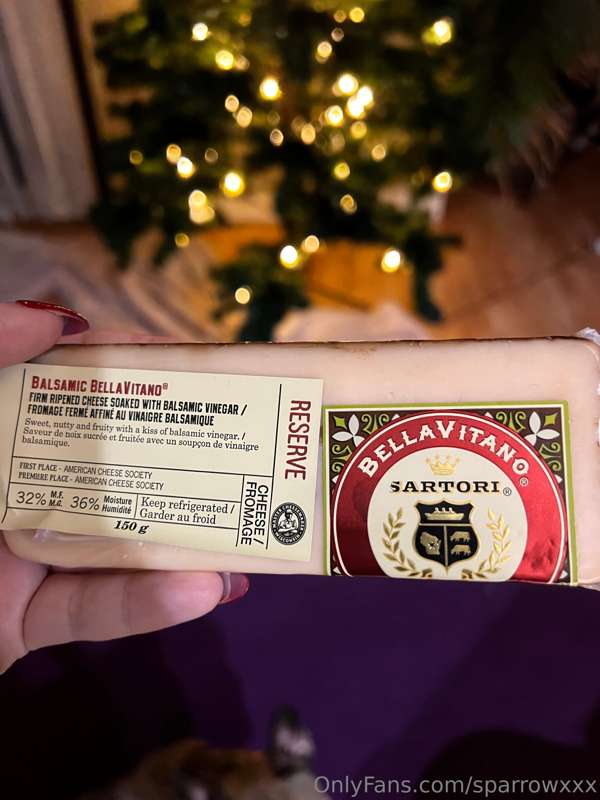 BALSAMIC BELLAVITANO®
FIRM RIPENED CHEESE SOAKED WITH BALSAMIC VINEGAR /
FROMAGE FERMÉ AFFINÉ AU VINAIGRE BALSAMIQUE
Sweet, nutty and fruity with a kiss of balsamic vinegar. /
Saveur de noix sucrée et fruitée avec un soupçon de vinaigre
balsamique.
FIRST PLACE - AMERICAN CHEESE SOCIETY
PREMIÈRE PLACE - AMERICAN CHEESE SOCIETY
32% M.F.
M.G.
36% Moisture
Humidité
Keep refrigerated /
Garder au froid
150 g
RESERVE
CHEESE /
FROMAGE
BELLAVITANO®
SARTORI®
OnlyFans.com/sparrowxxx